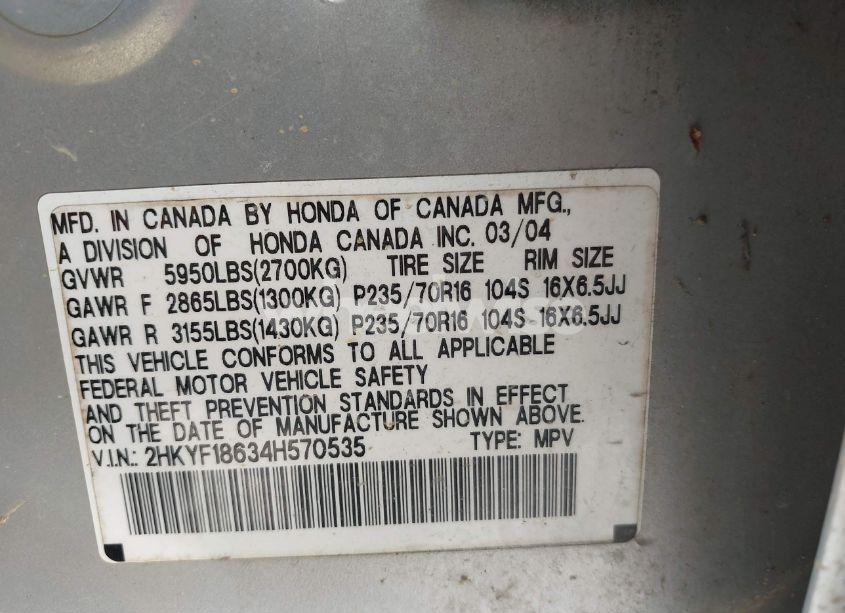 MFD. IN CANADA BY HONDA OF CANADA MFG.,
A DIVISION OF HONDA CANADA INC. 03/04
GVWR 5950LBS(2700KG) TIRE SIZE RIM SIZE
GAWR F 2865LBS(1300KG) P235/70R16 104S 16X6.5JJ
GAWR R 3155LBS(1430KG) P235/70R16 104S 16X6.5JJ
THIS VEHICLE CONFORMS TO ALL APPLICABLE
FEDERAL MOTOR VEHICLE SAFETY
AND THEFT PREVENTION STANDARDS IN EFFECT
ON THE DATE OF MANUFACTURE SHOWN ABOVE.
V.I.N.: 2HKYF18634H570535 TYPE: MPV